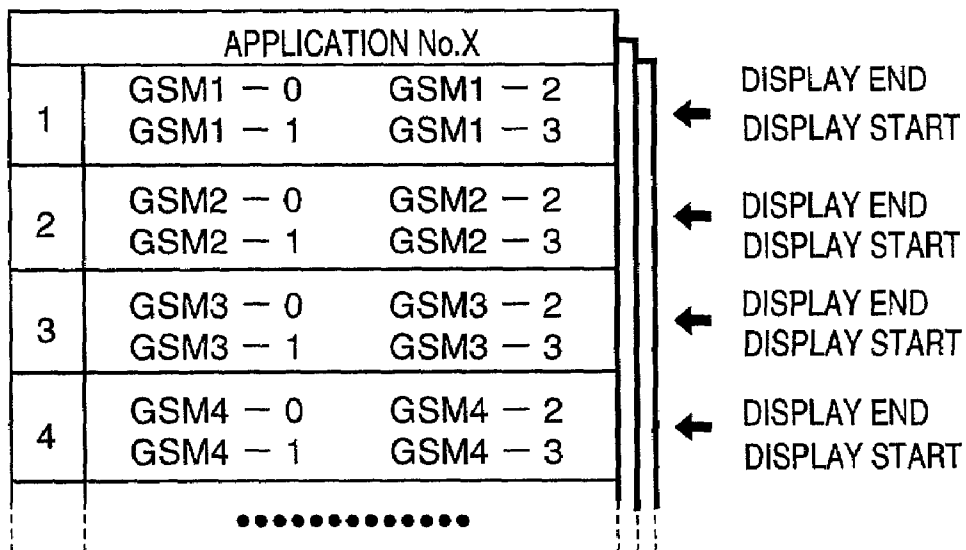 APPLICATION No.X
1
GSM1 — 0 GSM1 — 2
GSM1 — 1 GSM1 — 3
DISPLAY END
DISPLAY START
2
GSM2 — 0 GSM2 — 2
GSM2 — 1 GSM2 — 3
DISPLAY END
DISPLAY START
3
GSM3 — 0 GSM3 — 2
GSM3 — 1 GSM3 — 3
DISPLAY END
DISPLAY START
4
GSM4 — 0 GSM4 — 2
GSM4 — 1 GSM4 — 3
DISPLAY END
DISPLAY START